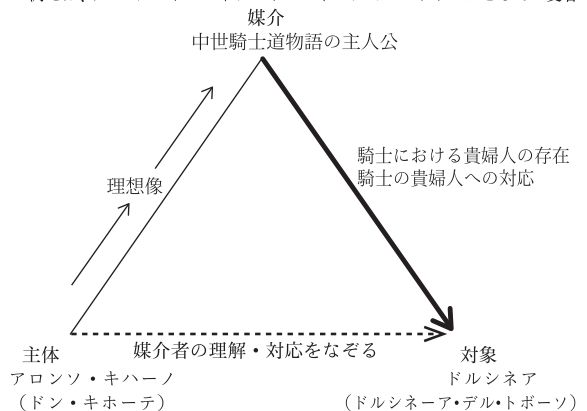 媒介
中世騎士道物語の主人公
騎士における貴婦人の存在
騎士の貴婦人への対応
理想像
媒介者の理解・対応をなぞる
主体
アロンソ・キハーノ
（ドン・キホーテ）
対象
ドルシネア
（ドルシネーア・デル・トボーソ）